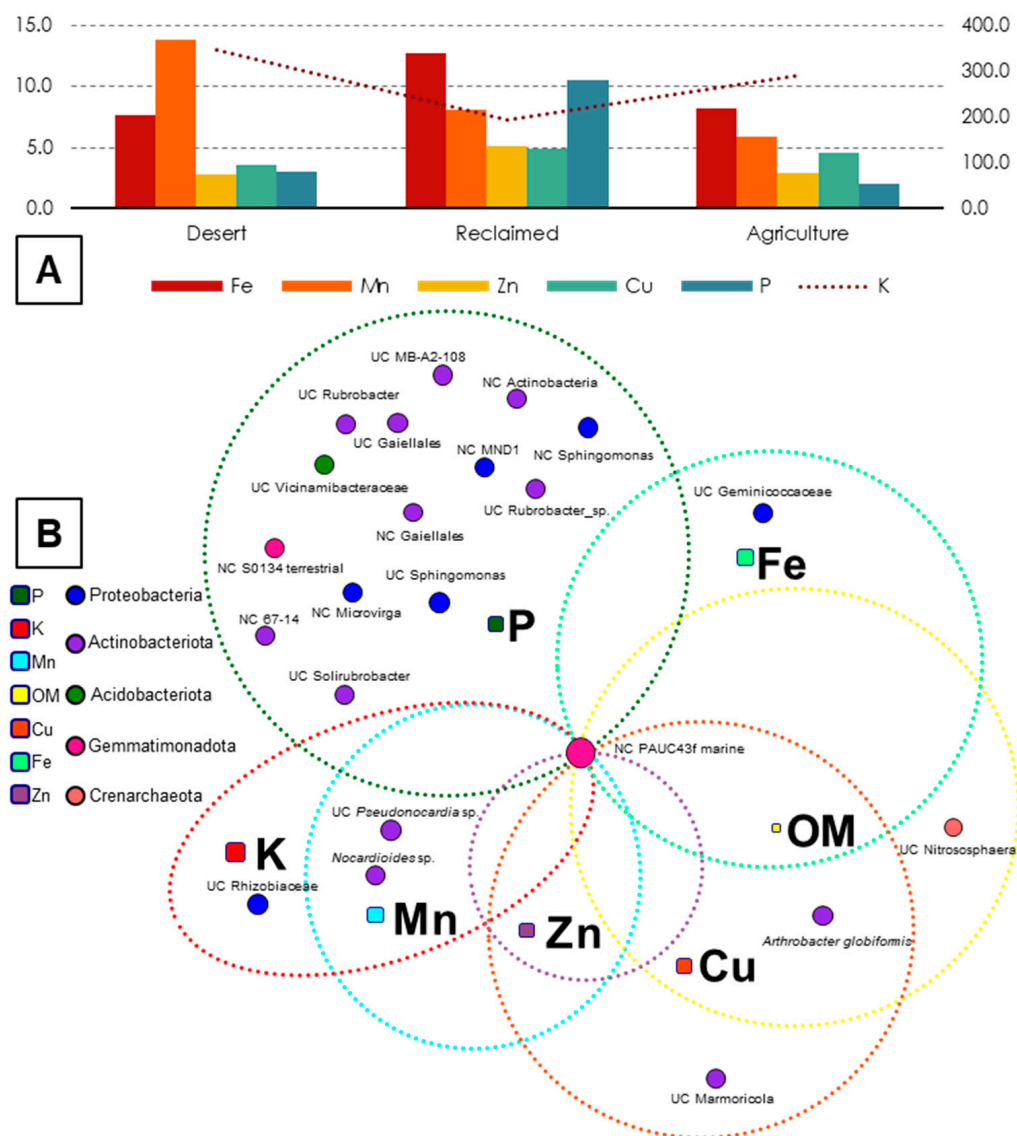 15.0 400.0
10.0 300.0
5.0 200.0
0.0 100.0
0.0
Desert Reclaimed Agriculture
A
Fe Mn Zn Cu P K
UC MB-A2-108
NC Actinobacteria
UC Rubrobacter
UC Gaiellales
NC MND1
NC Sphingomonas
UC Vicinamibacteraceae
UC Rubrobacter_sp.
UC Geminicoccaceae
B
NC Gaiellales
Fe
NC S0134 terrestrial
UC Sphingomonas
P
K
Mn
OM
Cu
Fe
Zn
Proteobacteria
Actinobacteriota
Acidobacteriota
Gemmatimonadota
Crenarchaeota
NC Microvirga
NC 67-14
P
UC Solirubrobacter
NC PAUC43f marine
UC Pseudonocardia sp.
K
OM
UC Nitrososphaera
Nocardioides sp.
UC Rhizobiaceae
Mn
Zn
Arthrobacter globiformis
Cu
UC Marmoricola